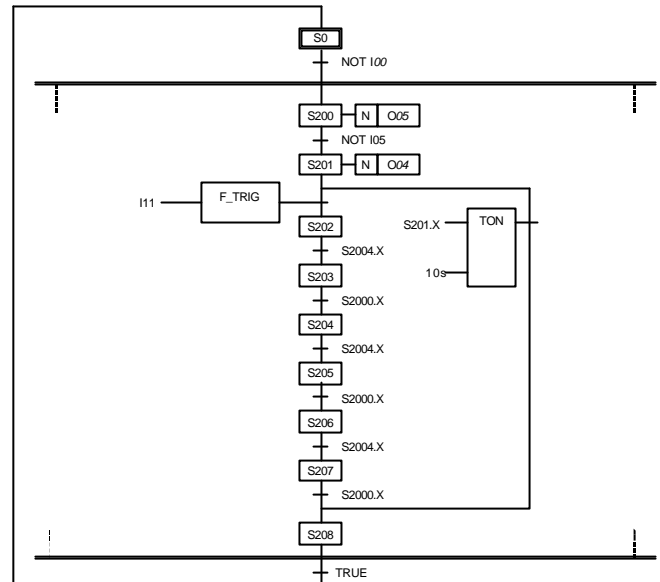 S0
NOT I00
S200 N O05
NOT I05
S201 N O04
I11 F_TRIG
S202
S201.X TON
S2004.X
S203
10s
S2000.X
S204
S2004.X
S205
S2000.X
S206
S2004.X
S207
S2000.X
S208
TRUE